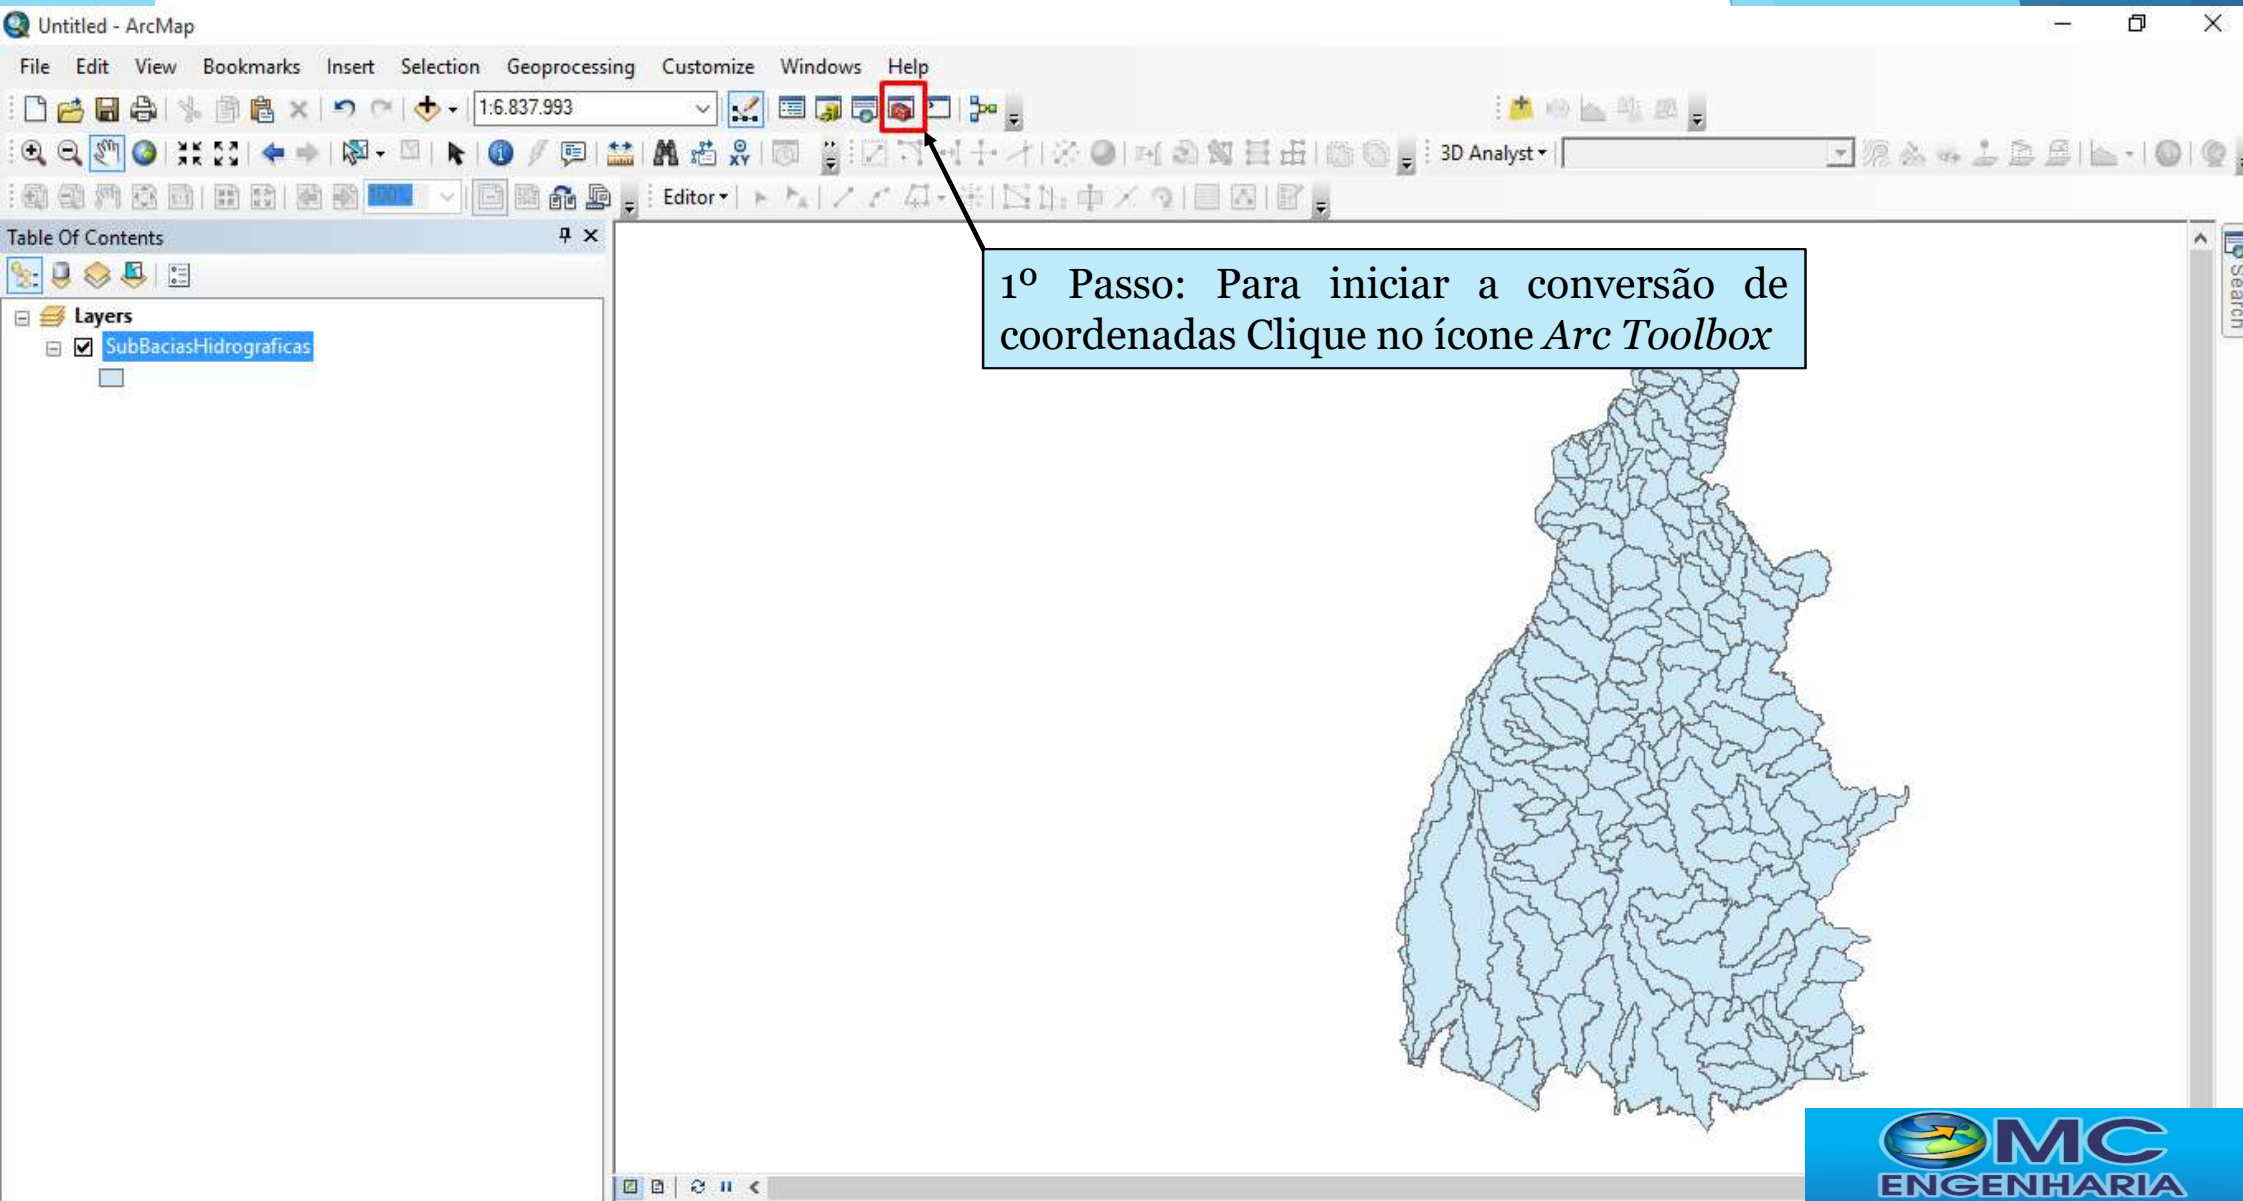 Untitled - ArcMap
File Edit View Bookmarks Insert Selection Geoprocessing Customize Windows Help
1:6.837.993
3D Analyst
100%
Editor
Table Of Contents
Layers
SubBaciasHidrograficas
1º Passo: Para iniciar a conversão de
coordenadas Clique no ícone Arc Toolbox
Search
MC
ENGENHARIA